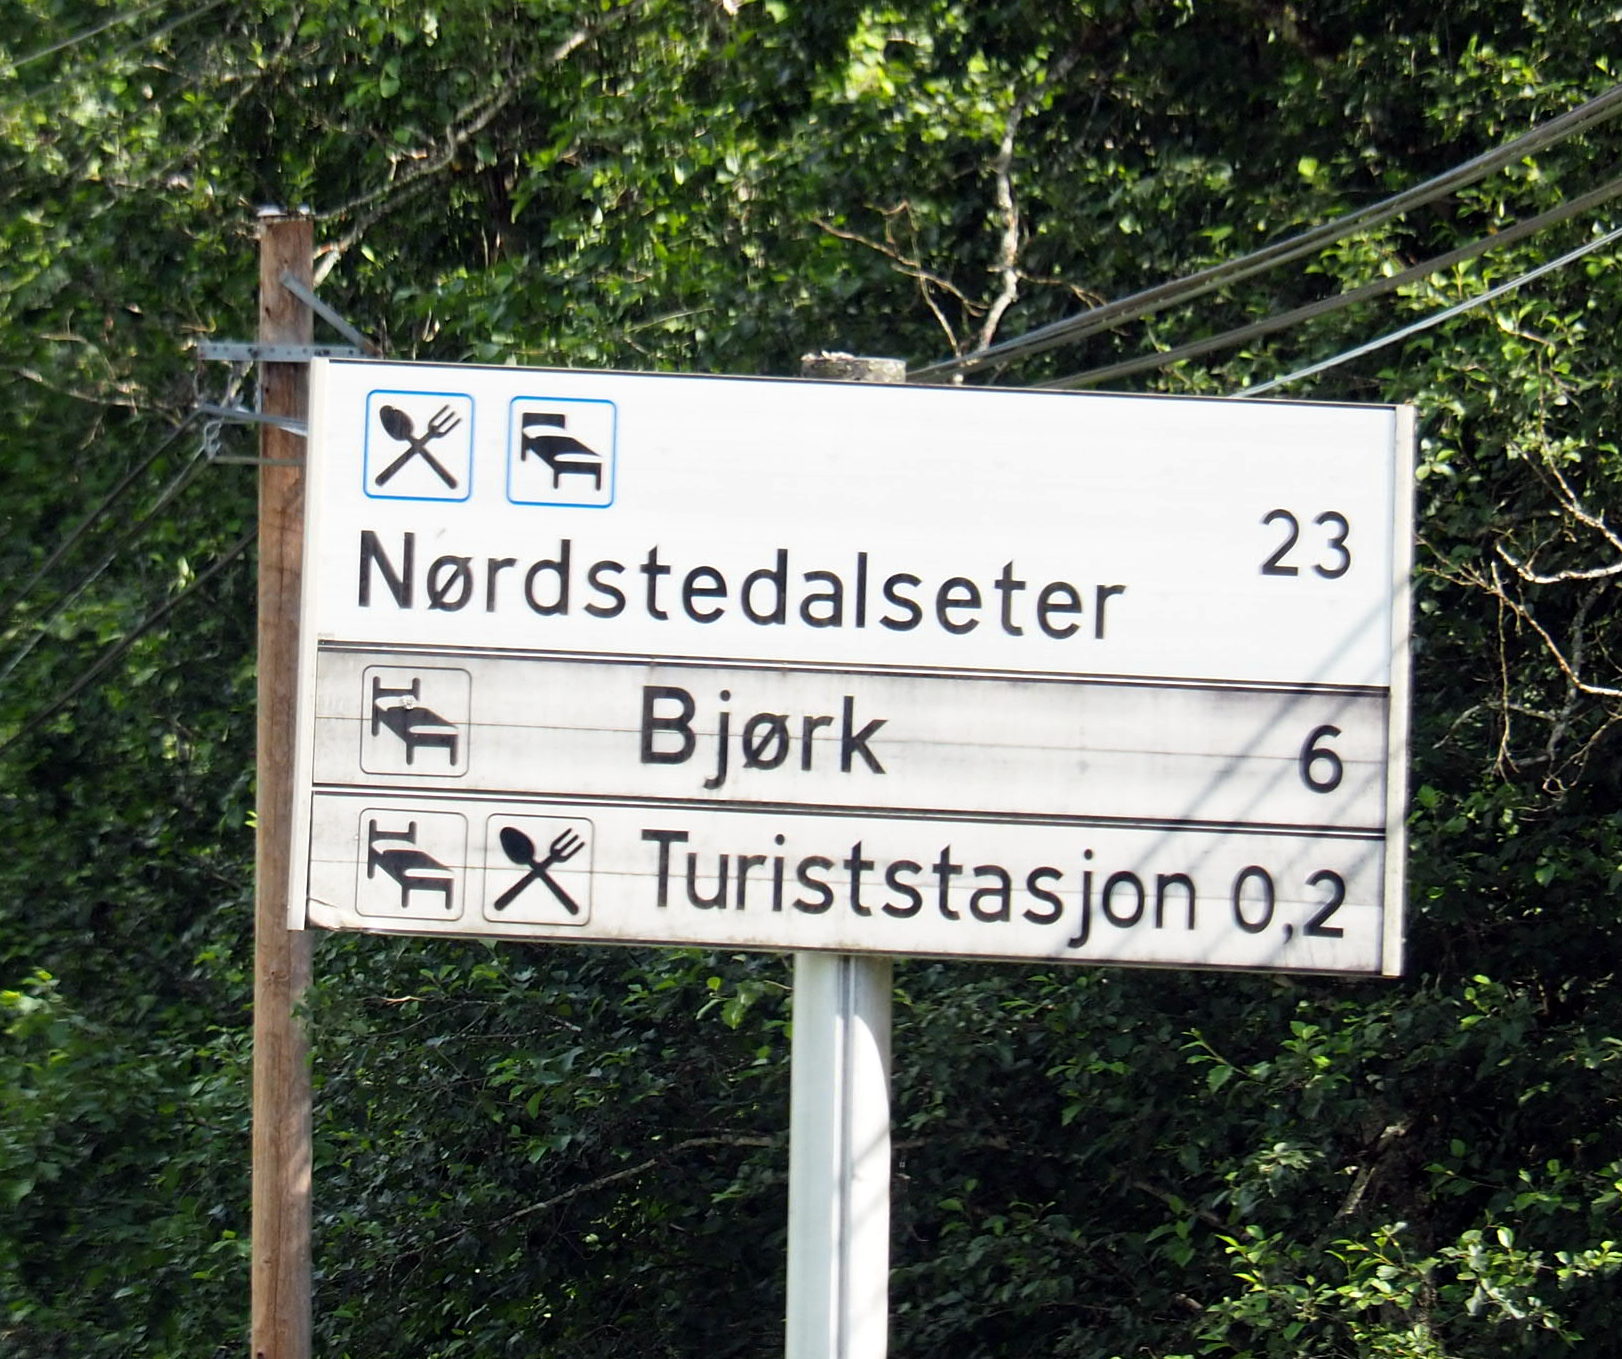 23
Nørdstedalseter
Bjørk 6
Turiststasjon 0,2